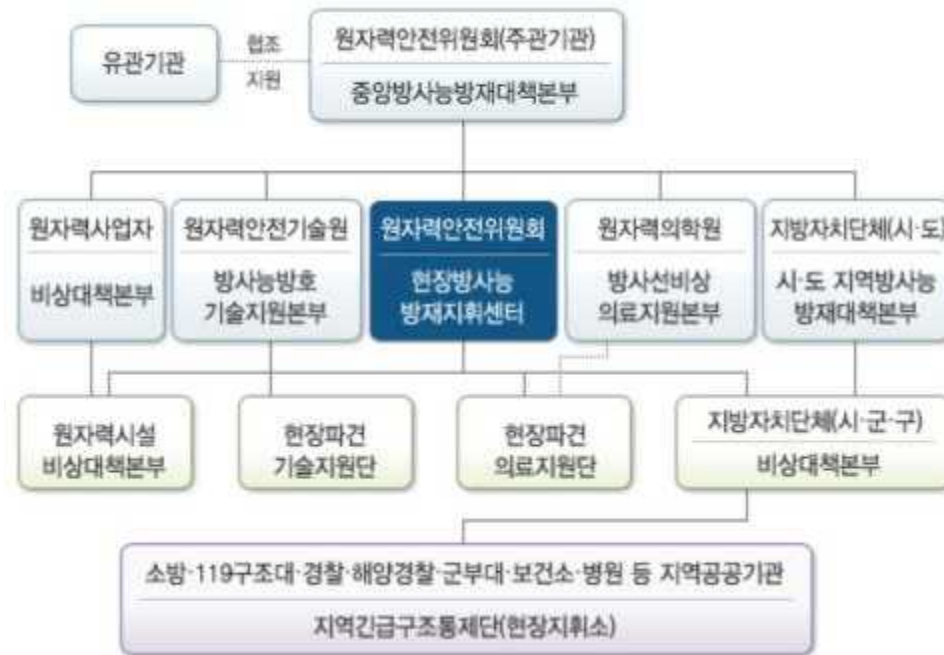 유관기관
협조
지원
원자력안전위원회(주관기관)
중앙방사능방재대책본부
원자력사업자
비상대책본부
원자력안전기술원
방사능방호
기술지원본부
원자력안전위원회
현장방사능
방재지휘센터
원자력의학원
방사선비상
의료지원본부
지방자치단체(시·도)
시·도 지역방사능
방재대책본부
원자력시설
비상대책본부
현장파견
기술지원단
현장파견
의료지원단
지방자치단체(시·군·구)
비상대책본부
소방·119구조대·경찰·해양경찰·군부대·보건소·병원 등 지역공공기관
지역긴급구조통제단(현장지휘소)